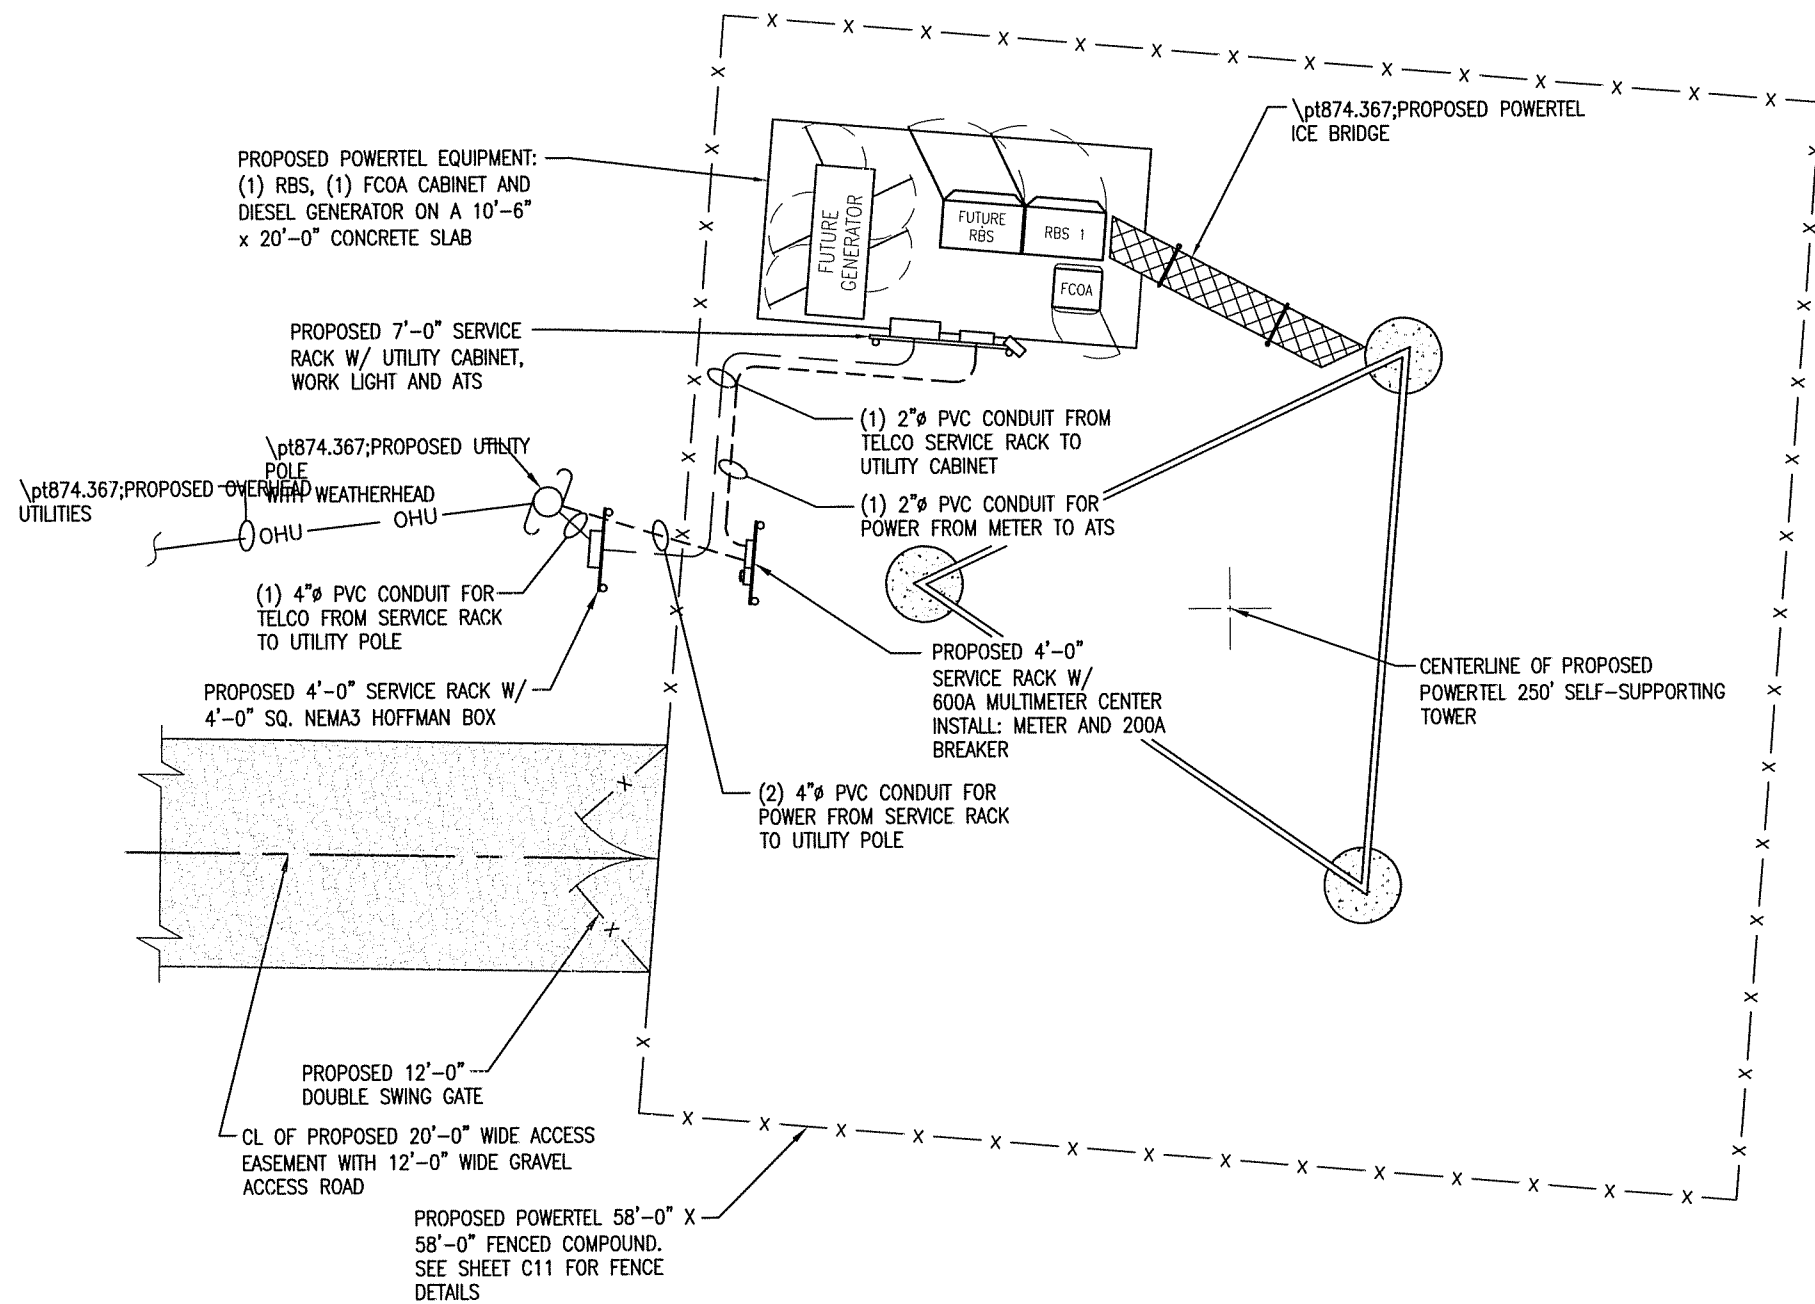 \pt874.367;PROPOSED POWERTEL
ICE BRIDGE
PROPOSED POWERTEL EQUIPMENT:
(1) RBS, (1) FCOA CABINET AND
DIESEL GENERATOR ON A 10'-6"
x 20'-0" CONCRETE SLAB
FUTURE
GENERATOR
FUTURE
RBS
RBS 1
FCOA
PROPOSED 7'-0" SERVICE
RACK W/ UTILITY CABINET,
WORK LIGHT AND ATS
(1) 2"ø PVC CONDUIT FROM
TELCO SERVICE RACK TO
UTILITY CABINET
\pt874.367;PROPOSED UTILITY
POLE
WITH WEATHERHEAD
\pt874.367;PROPOSED OVERHEAD
UTILITIES
OHU
OHU
(1) 2"ø PVC CONDUIT FOR
POWER FROM METER TO ATS
(1) 4"ø PVC CONDUIT FOR
TELCO FROM SERVICE RACK
TO UTILITY POLE
PROPOSED 4'-0" SERVICE RACK W/
4'-0" SQ. NEMA3 HOFFMAN BOX
PROPOSED 4'-0"
SERVICE RACK W/
600A MULTIMETER CENTER
INSTALL: METER AND 200A
BREAKER
CENTERLINE OF PROPOSED
POWERTEL 250' SELF-SUPPORTING
TOWER
(2) 4"ø PVC CONDUIT FOR
POWER FROM SERVICE RACK
TO UTILITY POLE
PROPOSED 12'-0"
DOUBLE SWING GATE
CL OF PROPOSED 20'-0" WIDE ACCESS
EASEMENT WITH 12'-0" WIDE GRAVEL
ACCESS ROAD
PROPOSED POWERTEL 58'-0" X
58'-0" FENCED COMPOUND.
SEE SHEET C11 FOR FENCE
DETAILS